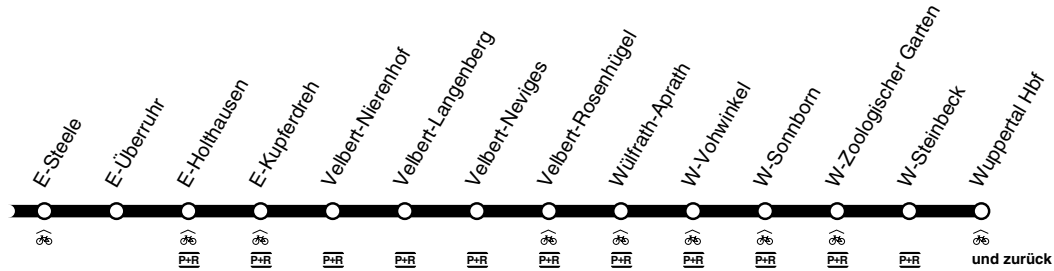 E-Steele
E-Überruhr
E-Holthausen
E-Kupferdreh
Velbert-Nierenhof
Velbert-Langenberg
Velbert-Neviges
Velbert-Rosenhügel
Wülfrath-Aprath
W-Vohwinkel
W-Sonnborn
W-Zoologischer Garten
W-Steinbeck
Wuppertal Hbf
P+R P+R P+R P+R P+R P+R P+R P+R P+R P+R P+R und zurück